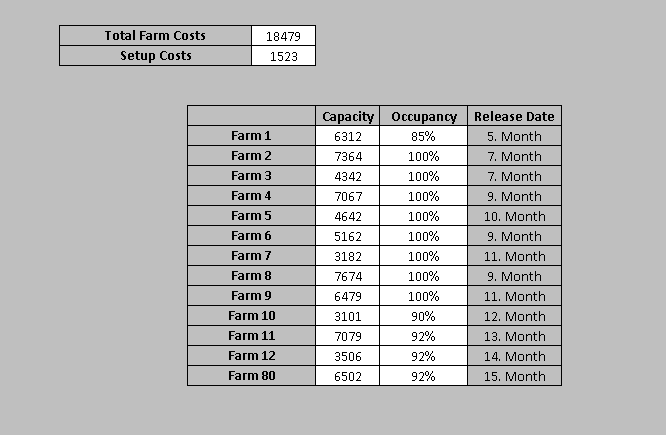 Total Farm Costs 18479
Setup Costs 1523
Capacity Occupancy Release Date
Farm 1 6312 85% 5. Month
Farm 2 7364 100% 7. Month
Farm 3 4342 100% 7. Month
Farm 4 7067 100% 9. Month
Farm 5 4642 100% 10. Month
Farm 6 5162 100% 9. Month
Farm 7 3182 100% 11. Month
Farm 8 7674 100% 9. Month
Farm 9 6479 100% 11. Month
Farm 10 3101 90% 12. Month
Farm 11 7079 92% 13. Month
Farm 12 3506 92% 14. Month
Farm 80 6502 92% 15. Month